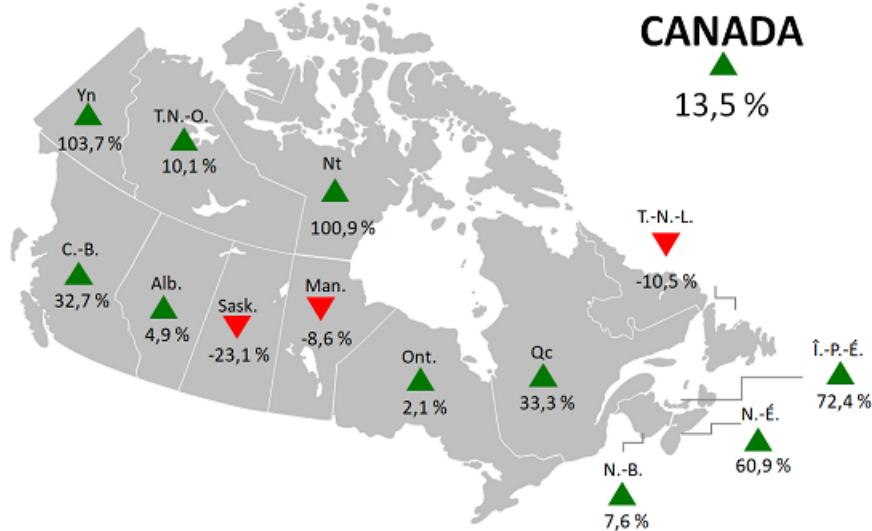 CANADA
13,5 %
Yn
103,7 %
T.N.-O.
10,1 %
Nt
100,9 %
T.-N.-L.
-10,5 %
C.-B.
32,7 %
Alb.
4,9 %
Sask.
-23,1 %
Man.
-8,6 %
Ont.
2,1 %
Qc
33,3 %
Î.-P.-É.
72,4 %
N.-É.
60,9 %
N.-B.
7,6 %